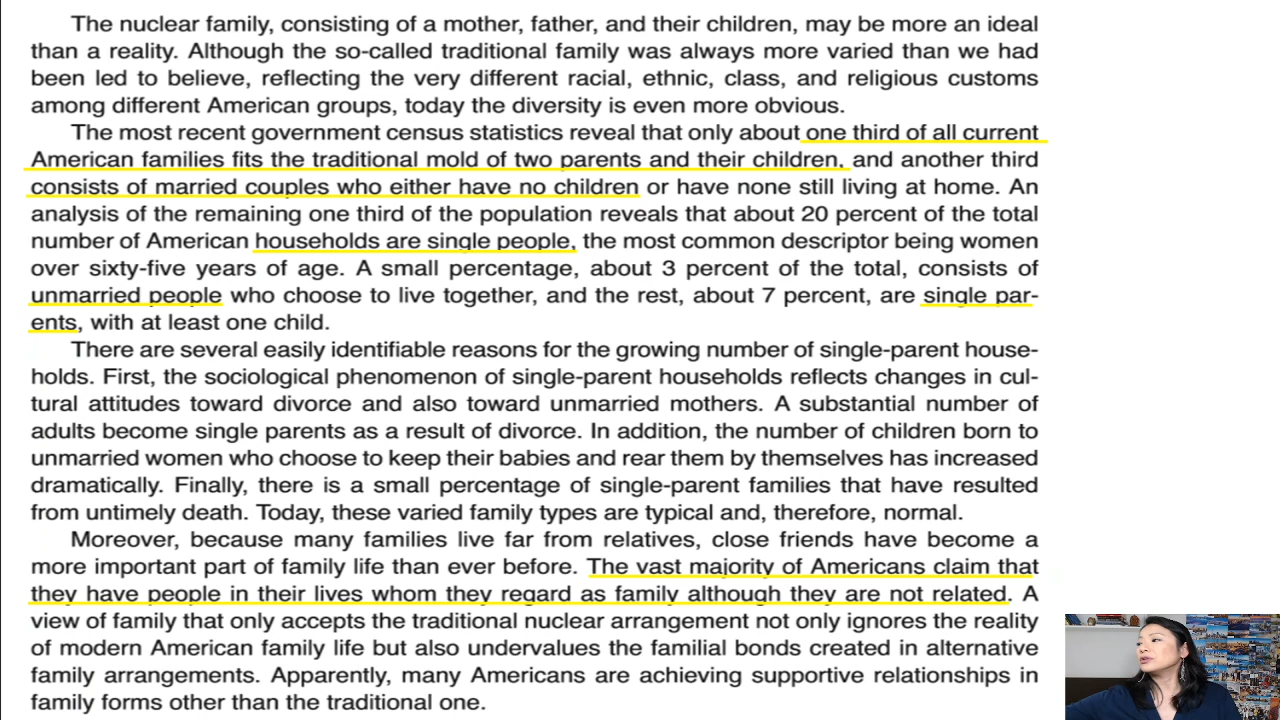 The nuclear family, consisting of a mother, father, and their children, may be more an ideal
than a reality. Although the so-called traditional family was always more varied than we had
been led to believe, reflecting the very different racial, ethnic, class, and religious customs
among different American groups, today the diversity is even more obvious.
The most recent government census statistics reveal that only about one third of all current
American families fits the traditional mold of two parents and their children, and another third
consists of married couples who either have no children or have none still living at home. An
analysis of the remaining one third of the population reveals that about 20 percent of the total
number of American households are single people, the most common descriptor being women
over sixty-five years of age. A small percentage, about 3 percent of the total, consists of
unmarried people who choose to live together, and the rest, about 7 percent, are single par-
ents, with at least one child.
There are several easily identifiable reasons for the growing number of single-parent house-
holds. First, the sociological phenomenon of single-parent households reflects changes in cul-
tural attitudes toward divorce and also toward unmarried mothers. A substantial number of
adults become single parents as a result of divorce. In addition, the number of children born to
unmarried women who choose to keep their babies and rear them by themselves has increased
dramatically. Finally, there is a small percentage of single-parent families that have resulted
from untimely death. Today, these varied family types are typical and, therefore, normal.
Moreover, because many families live far from relatives, close friends have become a
more important part of family life than ever before. The vast majority of Americans claim that
they have people in their lives whom they regard as family although they are not related. A
view of family that only accepts the traditional nuclear arrangement not only ignores the reality
of modern American family life but also undervalues the familial bonds created in alternative
family arrangements. Apparently, many Americans are achieving supportive relationships in
family forms other than the traditional one.